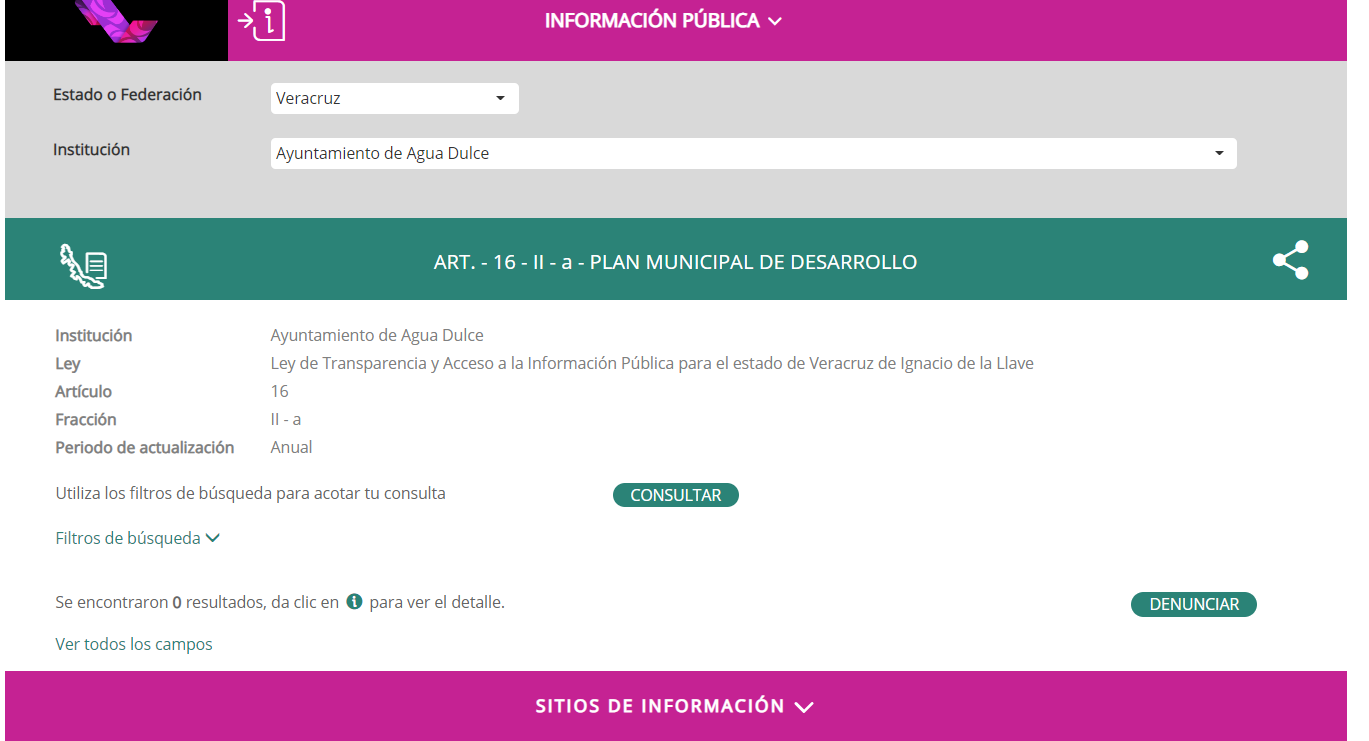 INFORMACIÓN PÚBLICA
Estado o Federación Veracruz
Institución Ayuntamiento de Agua Dulce
ART. - 16 - II - a - PLAN MUNICIPAL DE DESARROLLO
Institución Ayuntamiento de Agua Dulce
Ley Ley de Transparencia y Acceso a la Información Pública para el estado de Veracruz de Ignacio de la Llave
Artículo 16
Fracción II - a
Periodo de actualización Anual
Utiliza los filtros de búsqueda para acotar tu consulta CONSULTAR
Filtros de búsqueda
Se encontraron 0 resultados, da clic en i para ver el detalle. DENUNCIAR
Ver todos los campos
SITIOS DE INFORMACIÓN